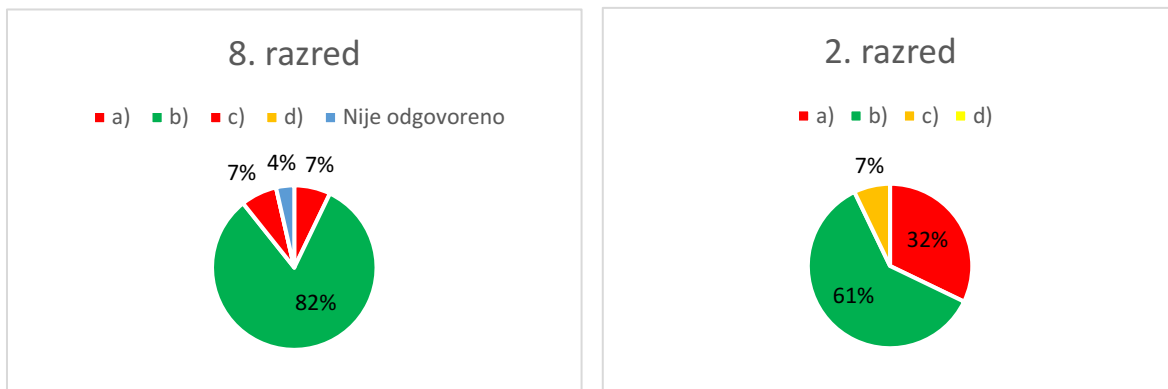 8. razred
a) b) c) d) Nije odgovoreno
7%
4%
7%
82%
2. razred
a) b) c) d)
7%
32%
61%